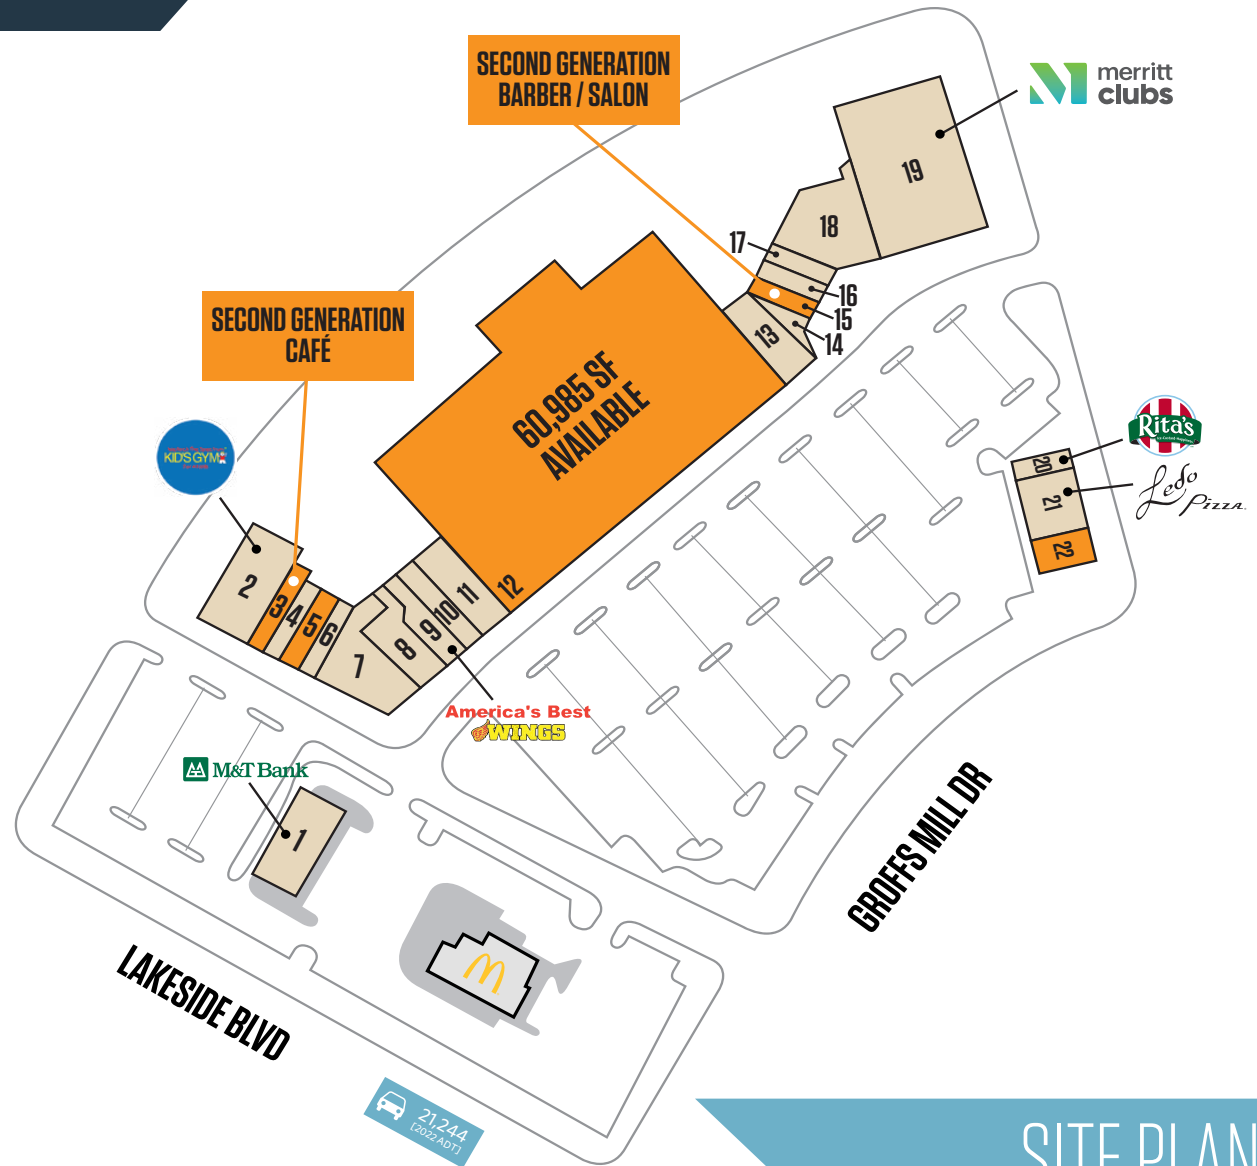 SECOND GENERATION
BARBER / SALON
merritt
clubs
19
18
17
16
15
14
13
SECOND GENERATION
CAFÉ
60,985 SF
AVAILABLE
KID'S GYM
Rita's
Ledo
Pizza
20
21
22
2
3
4
5
6
7
8
9
10
11
12
America's Best
WINGS
M&T Bank
1
GROFFS MILL DR
LAKESIDE BLVD
21,244
[2022 ADT]
SITE PLAN